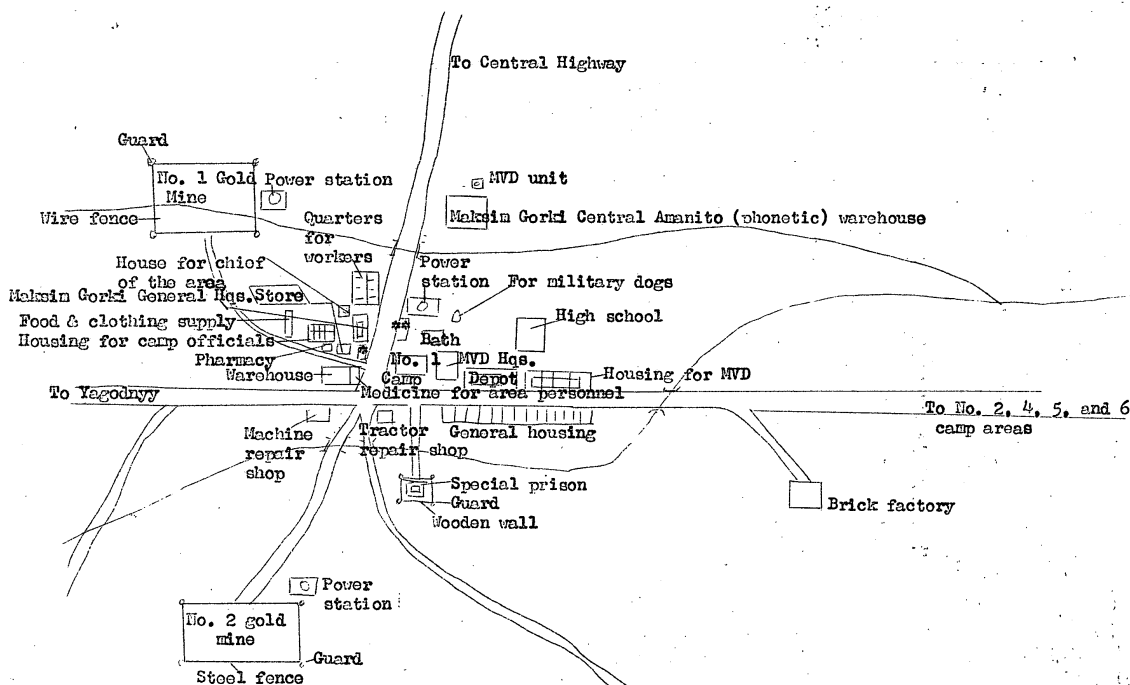 To Central Highway
Guard
No. 1 Gold
Mine
Power station
MVD unit
Wire fence
Quarters
for
workers
Maksim Gorki Central Amanito (phonetic) warehouse
House for chief
of the area
Power
station
For military dogs
Maksim Gorki General Hqs.
Store
Food & clothing supply
High school
Housing for camp officials
Bath
Pharmacy
No. 1
Camp
MVD Hqs.
Warehouse
Depot
Housing for MVD
To Yagodnyy
Medicine for area personnel
To No. 2, 4, 5, and 6
camp areas
Machine
repair
shop
Tractor
repair shop
General housing
Special prison
Guard
Wooden wall
Brick factory
Power
station
No. 2 gold
mine
Guard
Steel fence